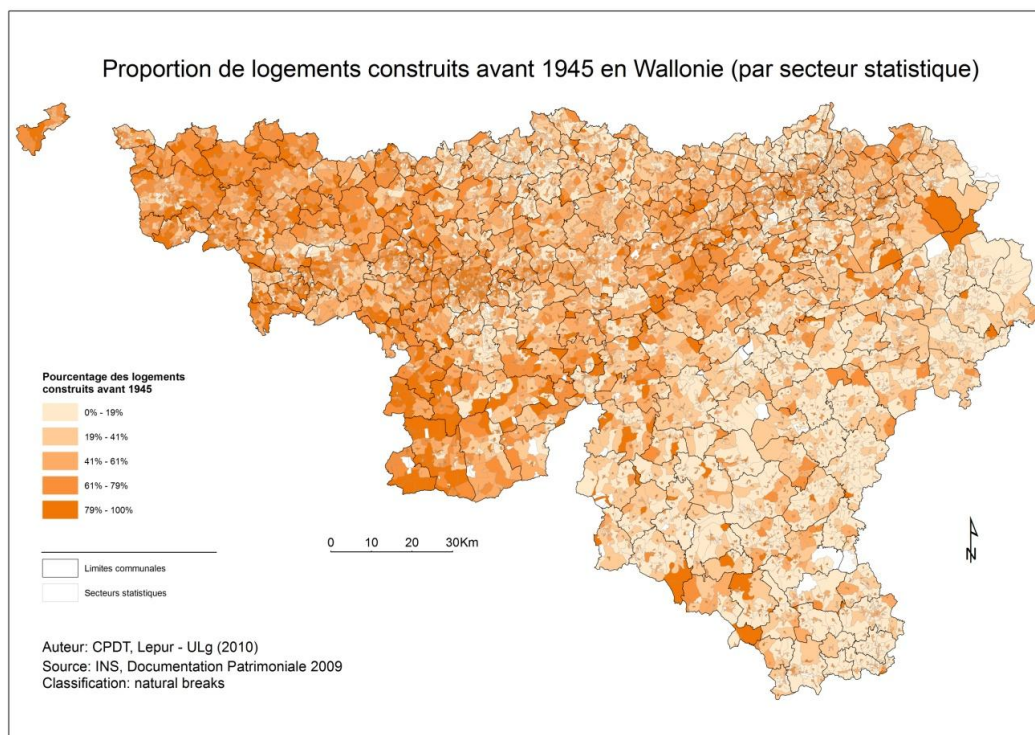 Proportion de logements construits avant 1945 en Wallonie (par secteur statistique)
Pourcentage des logements
construits avant 1945
0% - 19%
19% - 41%
41% - 61%
61% - 79%
79% - 100%
0 10 20 30Km
N
Limites communales
Secteurs statistiques
Auteur: CPDT, Lepur - ULg (2010)
Source: INS, Documentation Patrimoniale 2009
Classification: natural breaks